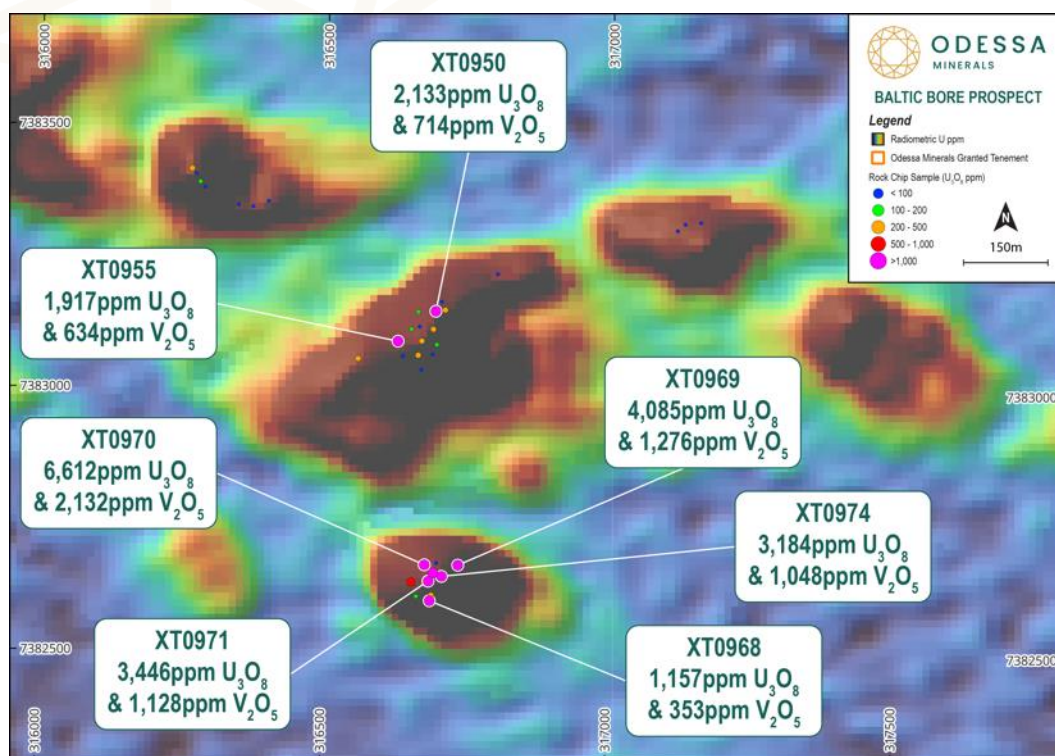 316000
316500
317000
ODESSA
MINERALS
BALTIC BORE PROSPECT
Legend
Radiometric U ppm
Odessa Minerals Granted Tenement
Rock Chip Sample (U₃O₈ ppm)
< 100
100 - 200
200 - 500
500 - 1,000
>1,000
N
150m
XT0950
2,133ppm U₃O₈
& 714ppm V₂O₅
7383500
XT0955
1,917ppm U₃O₈
& 634ppm V₂O₅
7383000
7383000
XT0969
4,085ppm U₃O₈
& 1,276ppm V₂O₅
XT0970
6,612ppm U₃O₈
& 2,132ppm V₂O₅
XT0974
3,184ppm U₃O₈
& 1,048ppm V₂O₅
XT0971
3,446ppm U₃O₈
& 1,128ppm V₂O₅
XT0968
1,157ppm U₃O₈
& 353ppm V₂O₅
7382500
7382500
316000
316500
317000
317500